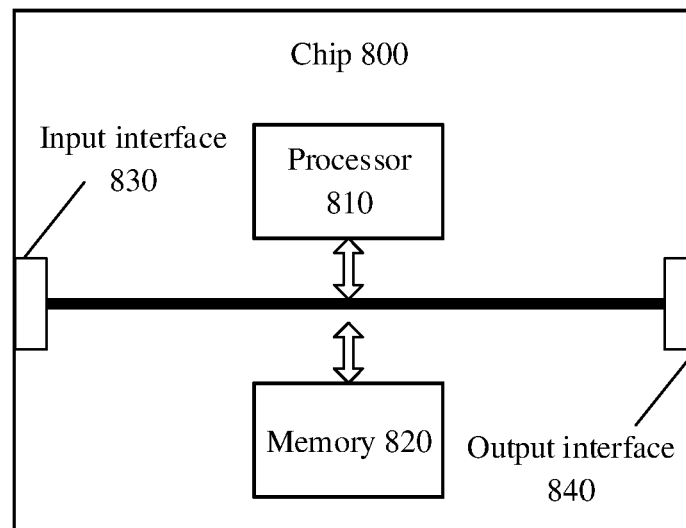 Chip 800
Input interface
830
Processor
810
Memory 820
Output interface
840